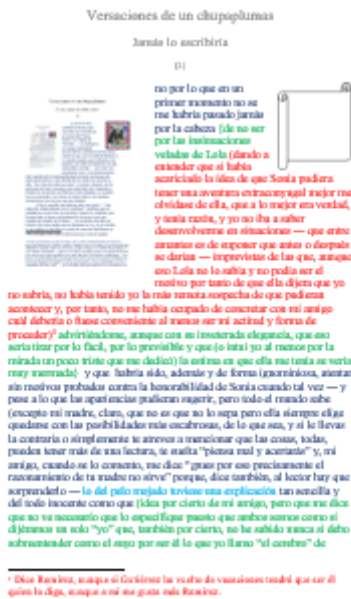 Versaciones de un chupaplumas
Jamás lo escribiría
[3]
no por lo que en un
primer momento no se
me habría pasado jamás
por la cabeza (de no ser
por las insinuaciones
veladas de Lola (dando a
entender que si había
acariciado la idea de que Sonia pudiera
tener una aventura extraconyugal mejor me
olvidase de ella, que a lo mejor era verdad,
y tenía razón, y yo no iba a saber
desenvolverme en situaciones — que entre
amantes es de suponer que antes o después
se darían — imprevistas de las que, aunque
eso Lola no lo sabía y no podía ser el
motivo por tanto de que ella dijera que yo
no sabría, no había tenido yo la más remota sospecha de que pudieran
acontecer y, por tanto, no me había ocupado de concretar con mi amigo
cuál debería o fuese conveniente al menos ser mi actitud y forma de
proceder)¹ advirtiéndome, aunque con su inveterada elegancia, que eso
sería tirar por lo fácil, por lo previsible y que (e intuí yo al menos por la
mirada un poco triste que me dedicó) la estima en que ella me tenía se vería
muy mermada) y que habría sido, además y de forma ignominiosa, atentar
sin motivos probados contra la honorabilidad de Sonia cuando tal vez — y
pese a lo que las apariencias pudieran sugerir, pero todo el mundo sabe
(excepto mi madre, claro, que no es que no lo sepa pero ella siempre elige
quedarse con las posibilidades más escabrosas, de lo que sea, y si le llevas
la contraria o simplemente te atreves a mencionar que las cosas, todas,
pueden tener más de una lectura, te suelta "piensa mal y acertarás" y, mi
amigo, cuando se lo comento, me dice "pues por eso precisamente el
razonamiento de tu madre no sirve" porque, dice también, al lector hay que
sorprenderlo — lo del pelo mojado tuviese una explicación tan sencilla y
del todo inocente como que (idea por cierto de mi amigo, pero que me dice
que no ve necesario que lo especifique puesto que ambos somos como si
dijéramos un solo "yo" que, también por cierto, no he sabido nunca si debo
sobreentender como el suyo por ser él lo que yo llamo "el cerebro" de
¹ Dice Ramírez, aunque si Gutiérrez las vuelto de vacaciones tendrá que ser él
quien lo diga, aunque a mí me gusta más Ramírez.